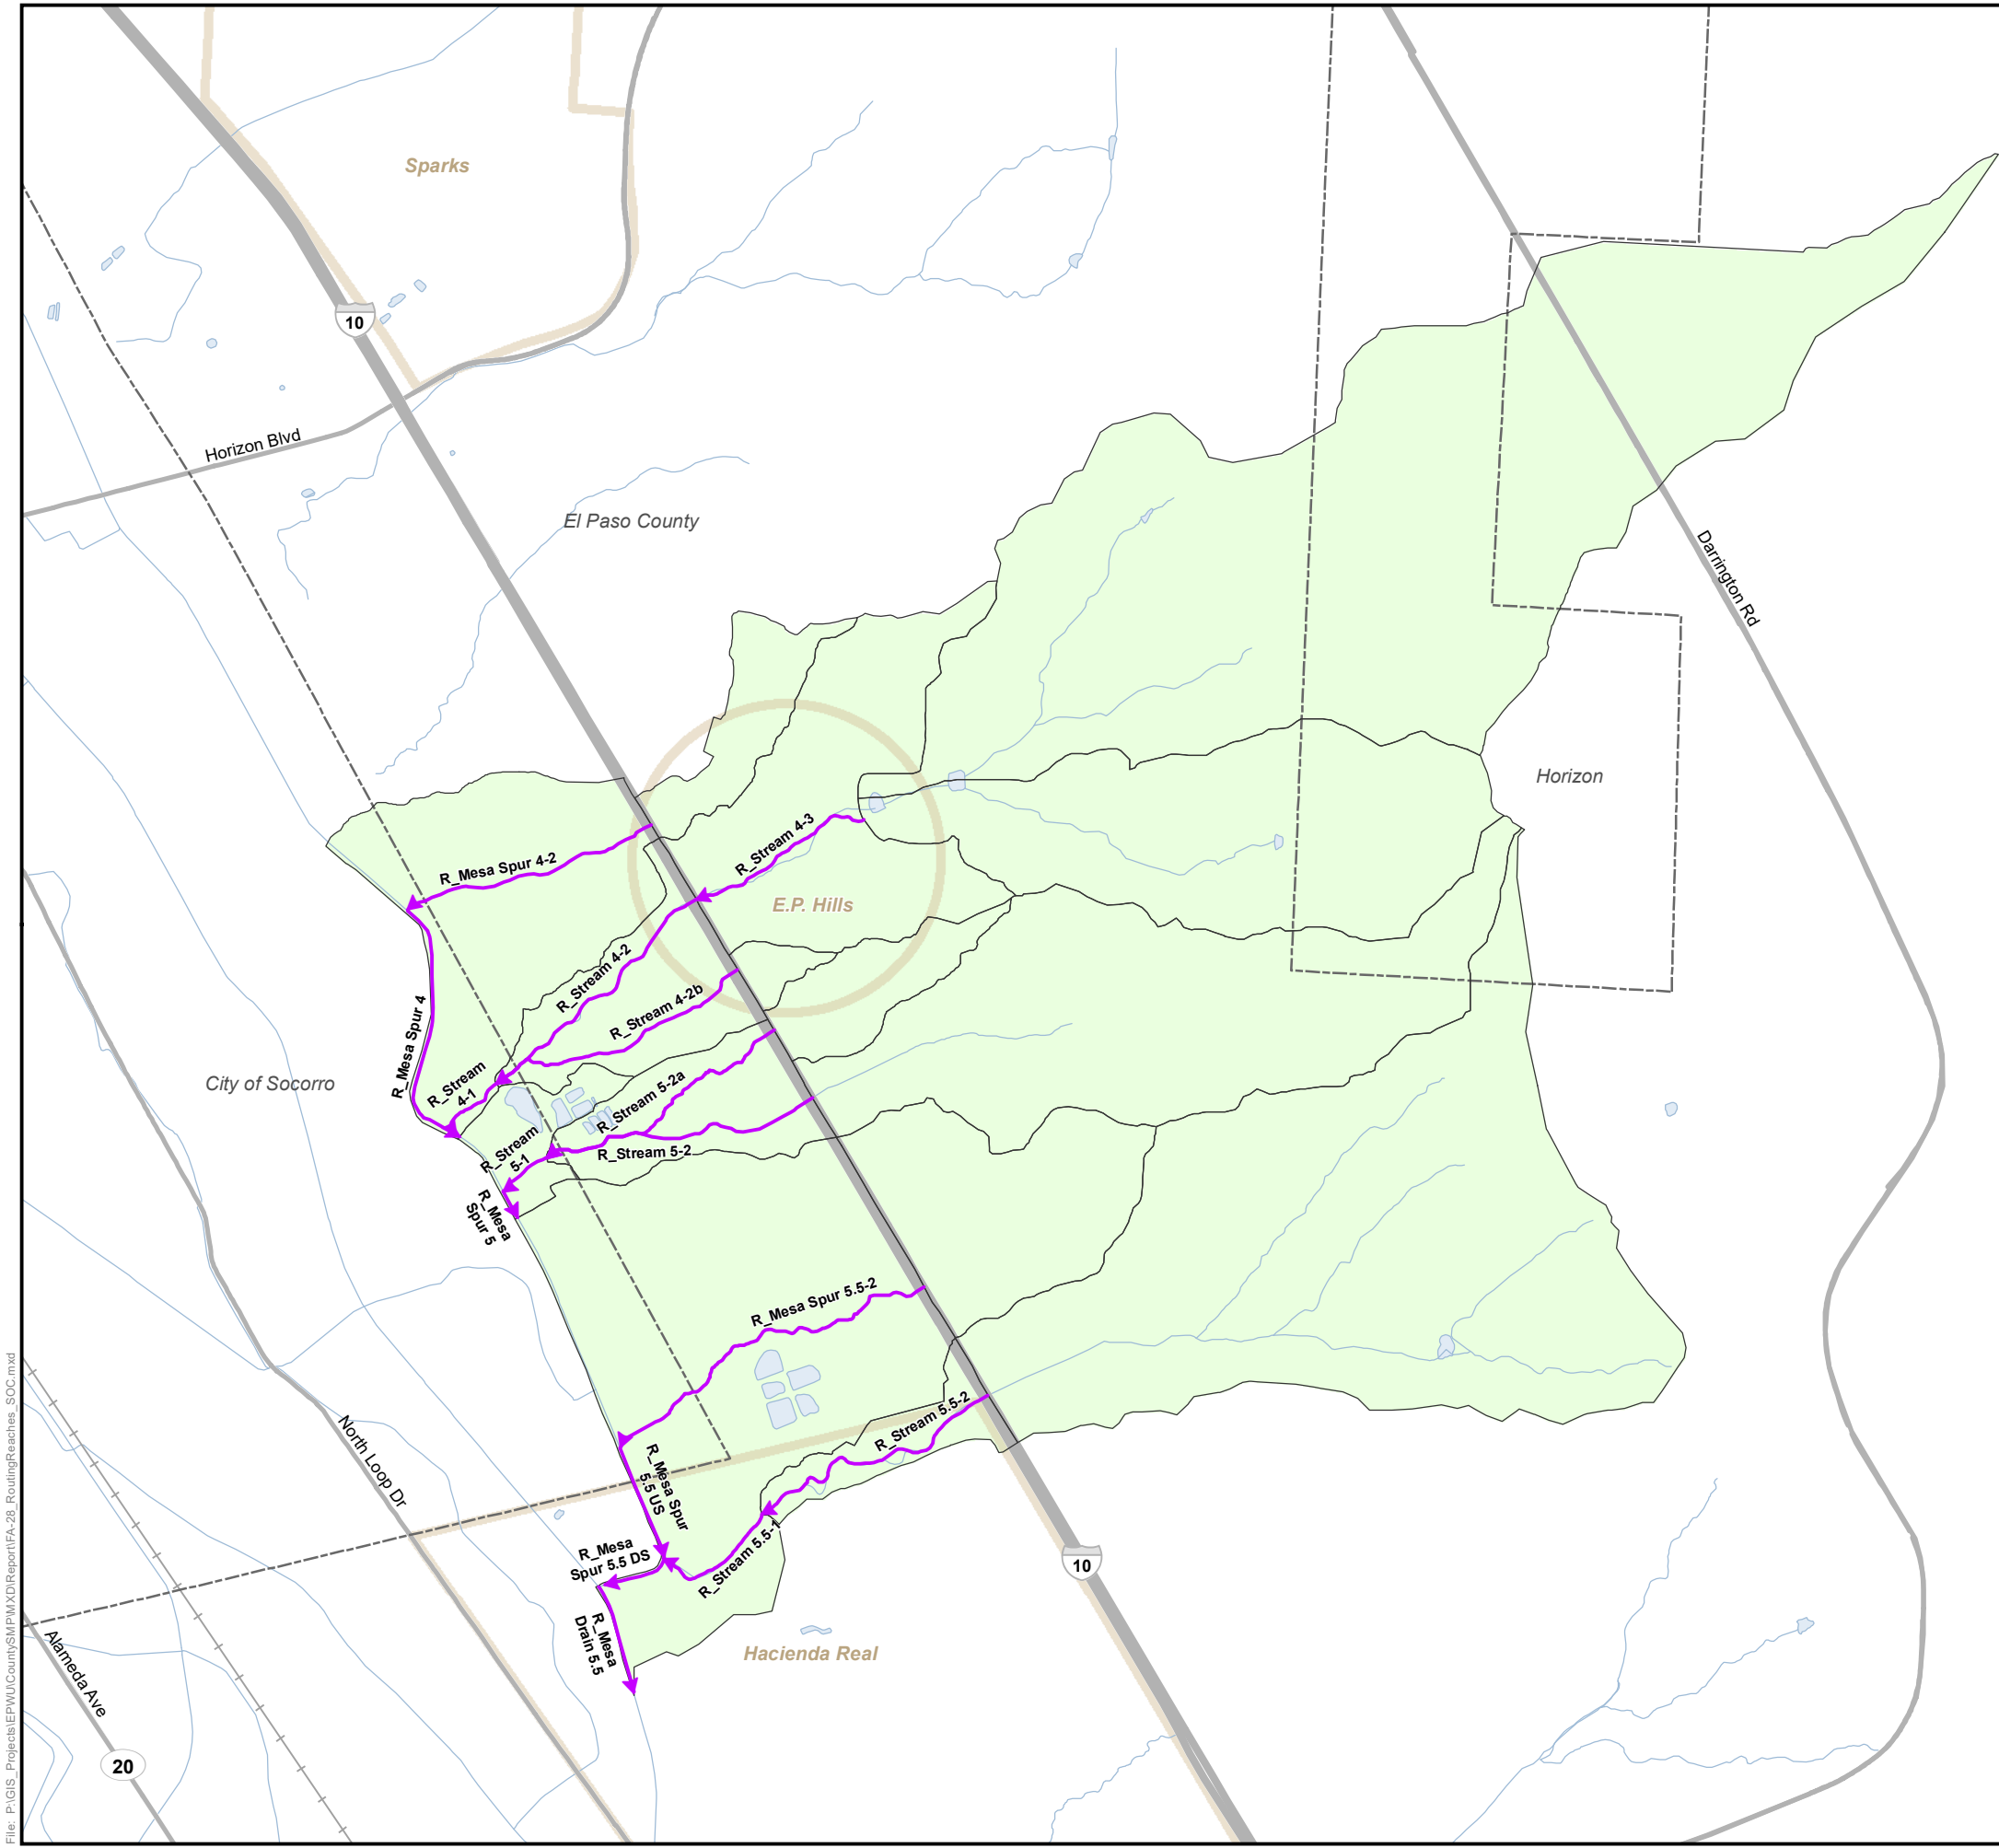 Sparks
10
Horizon Blvd
El Paso County
Darrington Rd
Horizon
R_Stream 4-3
R_Mesa Spur 4-2
E.P. Hills
R_Stream 4-2
R_Stream 4-2b
R_Mesa Spur 4
City of Socorro
R_Stream
4-1
R_Stream 5-2a
R_Stream
5-1
R_Stream 5-2
R_Mesa
Spur 5
R_Mesa Spur 5.5-2
R_Stream 5.5-2
R_Mesa Spur
5.5 US
North Loop Dr
R_Mesa
Spur 5.5 DS
R_Stream 5.5-1
10
R_Mesa
Drain 5.5
Hacienda Real
Alameda Ave
20
File: P:\GIS_Projects\EPWU\CountySMP\MXD\Report\FA-28_RoutingReaches_SOC.mxd